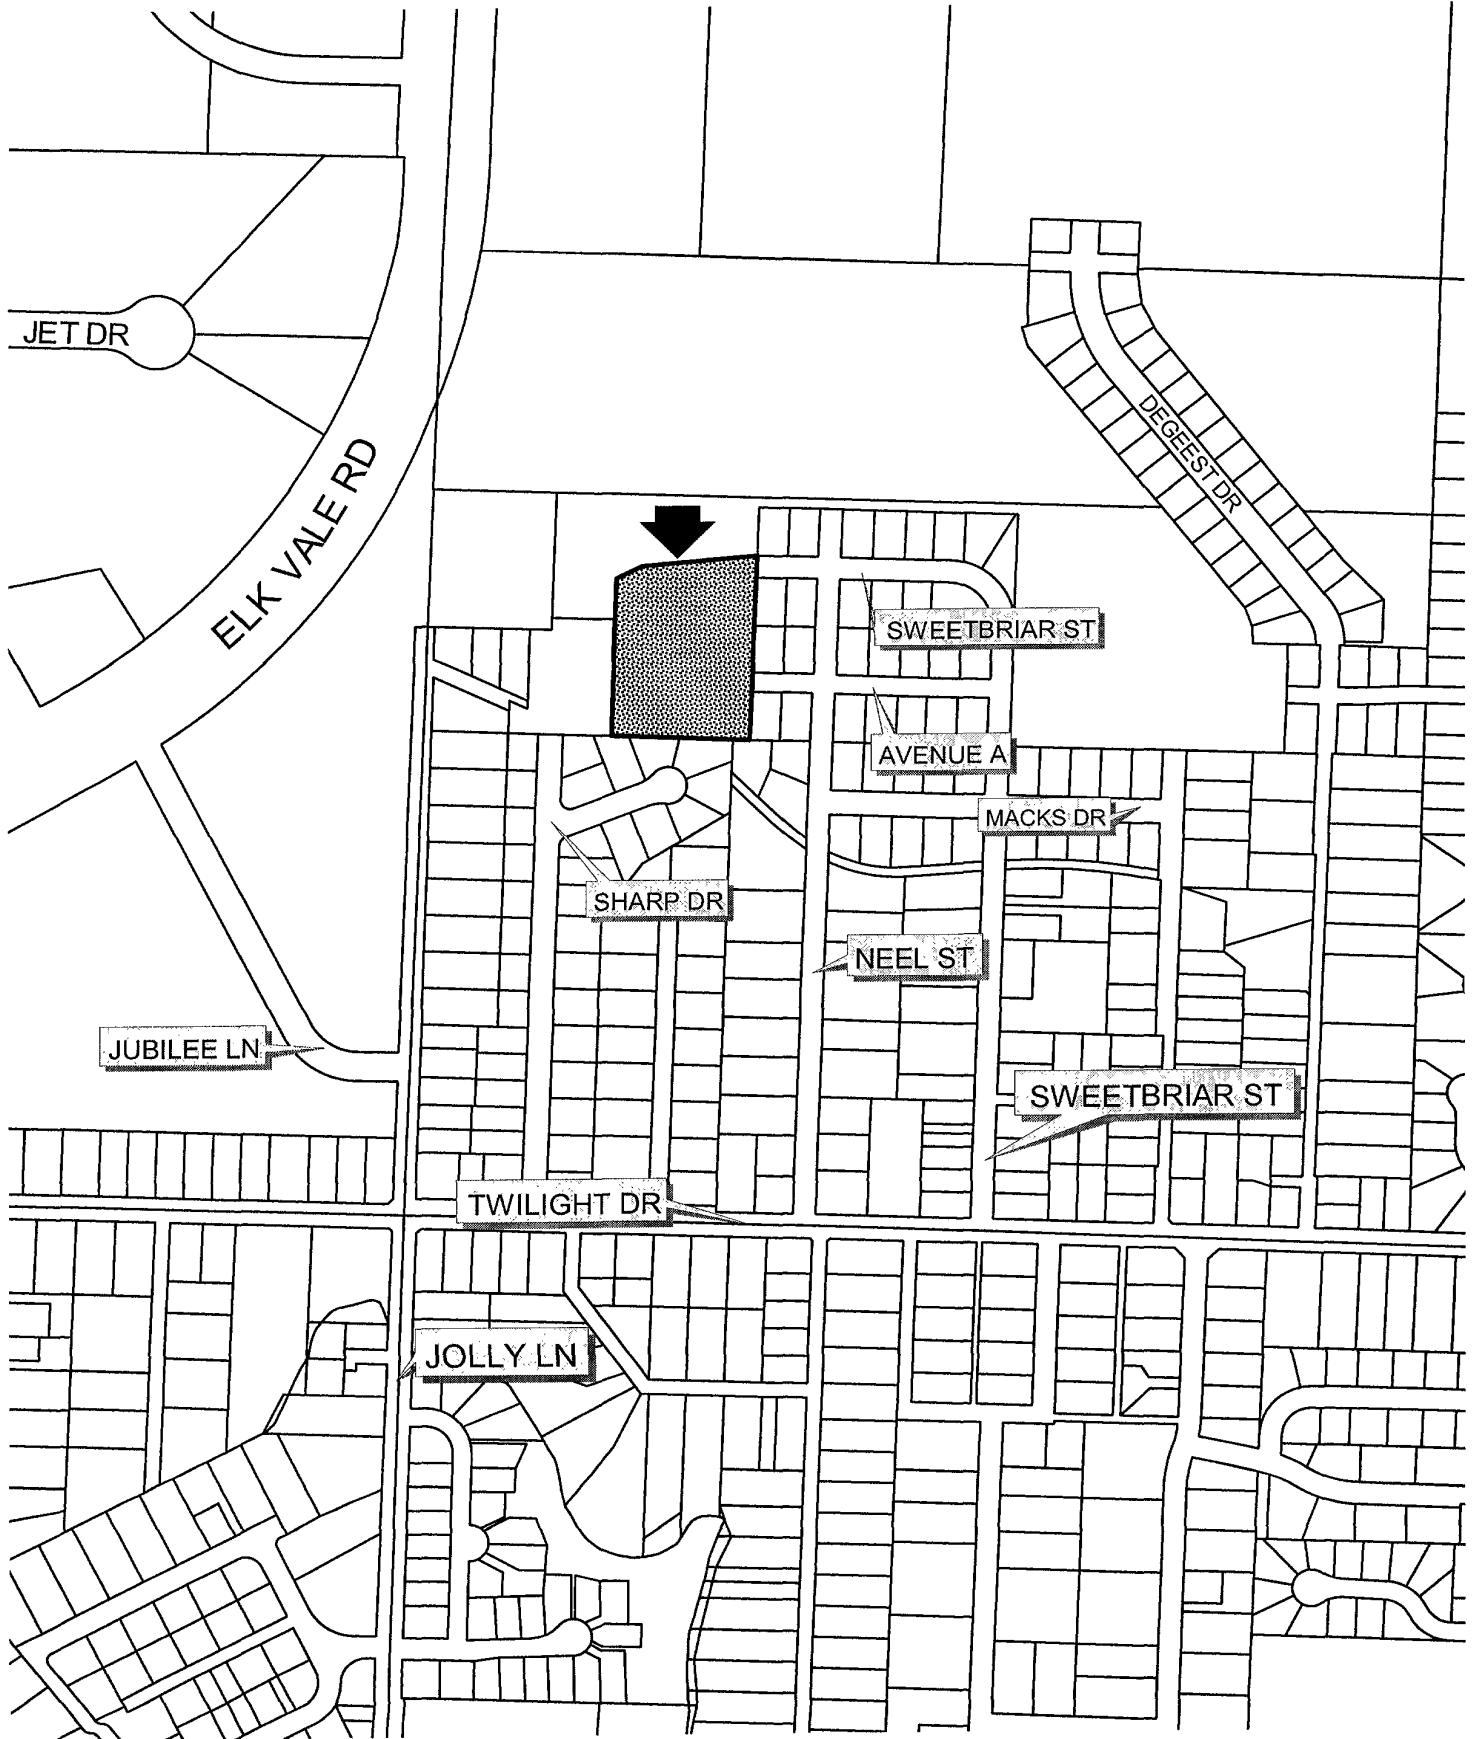 JET DR
DEGEEST DR
ELK VALE RD
SWEETBRIAR ST
AVENUE A
MACKS DR
SHARP DR
NEEL ST
JUBILEE LN
SWEETBRIAR ST
TWILIGHT DR
JOLLY LN